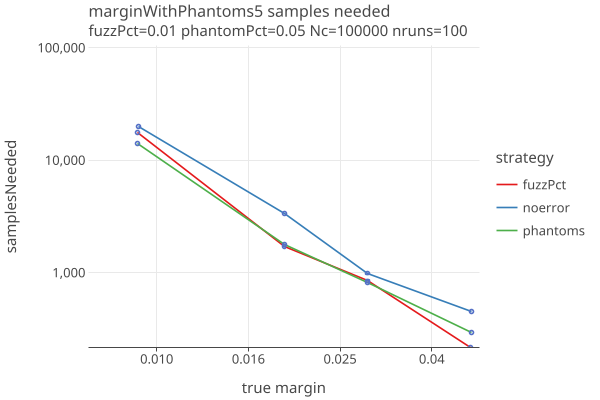 marginWithPhantoms5 samples needed
fuzzPct=0.01 phantomPct=0.05 Nc=100000 nruns=100
100,000
10,000
1,000
samplesNeeded
0.010
0.016
0.025
0.04
true margin
strategy
fuzzPct
noerror
phantoms